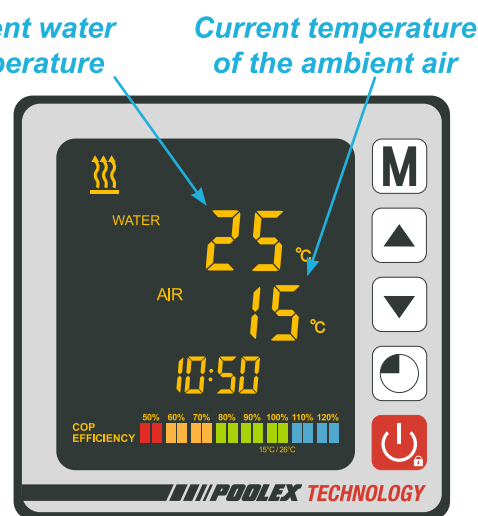 ent water
perature
Current temperature
of the ambient air
WATER 25 °C
AIR 15 °C
10:50
50% 60% 70% 80% 90% 100% 110% 120%
COP
EFFICIENCY
15°C / 26°C
M
POOLEX TECHNOLOGY